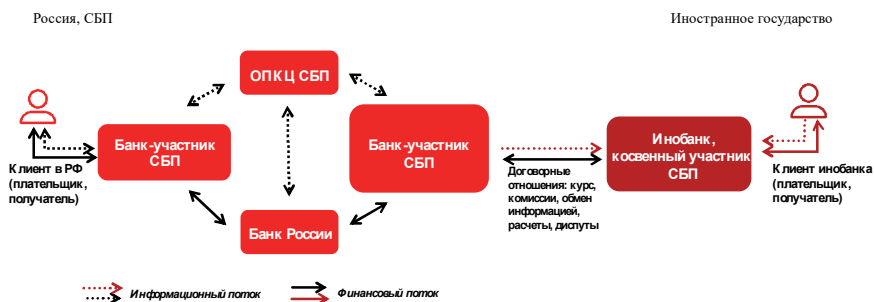 Россия, СБП
Иностранное государство
ОПКЦ СБП
Банк-участник
СБП
Банк-участник
СБП
Инобанк,
косвенный участник
СБП
Клиент в РФ
(плательщик,
получатель)
Договорные
отношения: курс,
комиссии, обмен
информацией,
расчеты, диспуты
Клиент инобанка
(плательщик,
получатель)
Банк России
Информационный поток
Финансовый поток